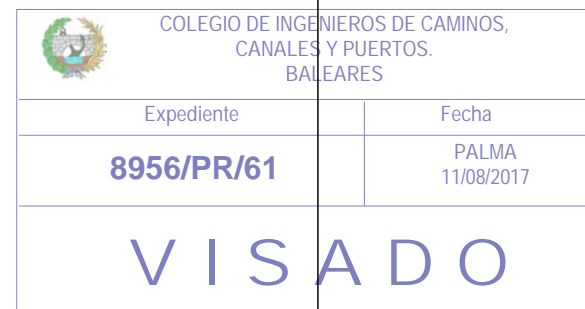 COLEGIO DE INGENIEROS DE CAMINOS,
CANALES Y PUERTOS.
BALEARES
Expediente
Fecha
8956/PR/61
PALMA
11/08/2017
VISADO